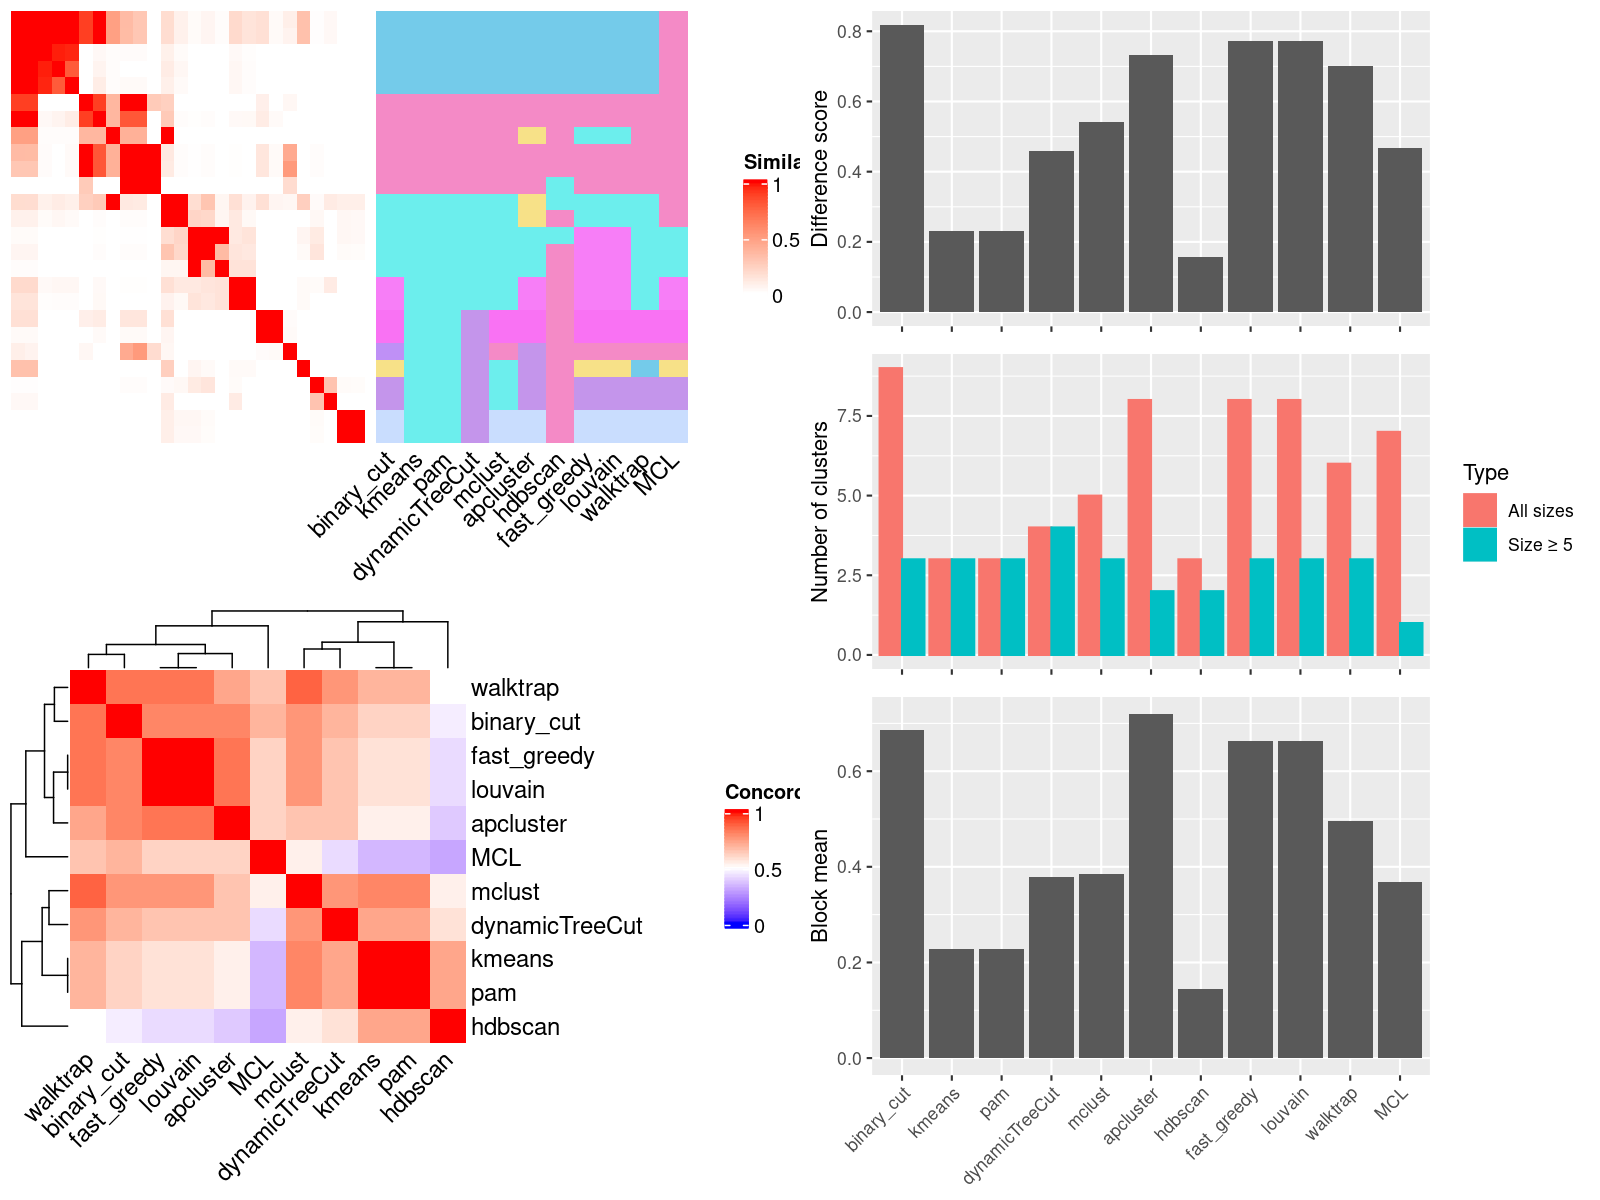 Simila
1
0.5
0
binary_cut
kmeans
pam
dynamicTreeCut
mclust
apcluster
hdbscan
fast_greedy
louvain
walktrap
MCL
walktrap
binary_cut
fast_greedy
louvain
apcluster
MCL
mclust
dynamicTreeCut
kmeans
pam
hdbscan
Concord
1
0.5
0
walktrap
binary_cut
fast_greedy
louvain
apcluster
MCL
mclust
dynamicTreeCut
kmeans
pam
hdbscan
Difference score
0.8
0.6
0.4
0.2
0.0
Number of clusters
7.5
5.0
2.5
0.0
Type
All sizes
Size ≥ 5
Block mean
0.6
0.4
0.2
0.0
binary_cut
kmeans
pam
dynamicTreeCut
mclust
apcluster
hdbscan
fast_greedy
louvain
walktrap
MCL